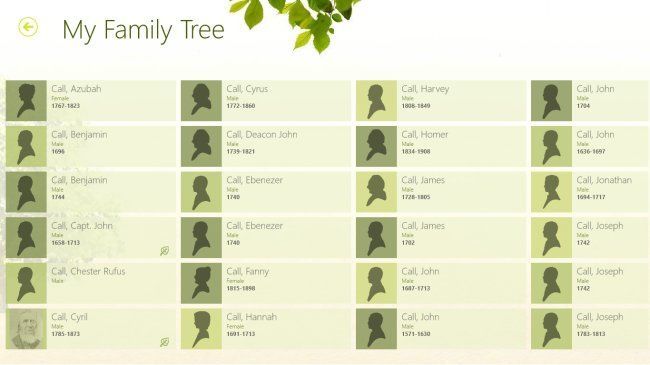 My Family Tree
Call, Azubah
Female
1767-1823
Call, Benjamin
Male
1696
Call, Benjamin
Male
1744
Call, Capt. John
Male
1658-1713
Call, Chester Rufus
Male
Call, Cyril
Male
1785-1873
Call, Cyrus
Male
1772-1860
Call, Deacon John
Male
1739-1821
Call, Ebenezer
Male
1740
Call, Ebenezer
Male
1740
Call, Fanny
Female
1815-1898
Call, Hannah
Female
1691-1713
Call, Harvey
Male
1808-1849
Call, Homer
Male
1834-1908
Call, James
Male
1728-1805
Call, James
Male
1702
Call, John
Male
1687-1713
Call, John
Male
1571-1630
Call, John
Male
1704
Call, John
Male
1636-1697
Call, Jonathan
Male
1694-1717
Call, Joseph
Male
1742
Call, Joseph
Male
1742
Call, Joseph
Male
1783-1813